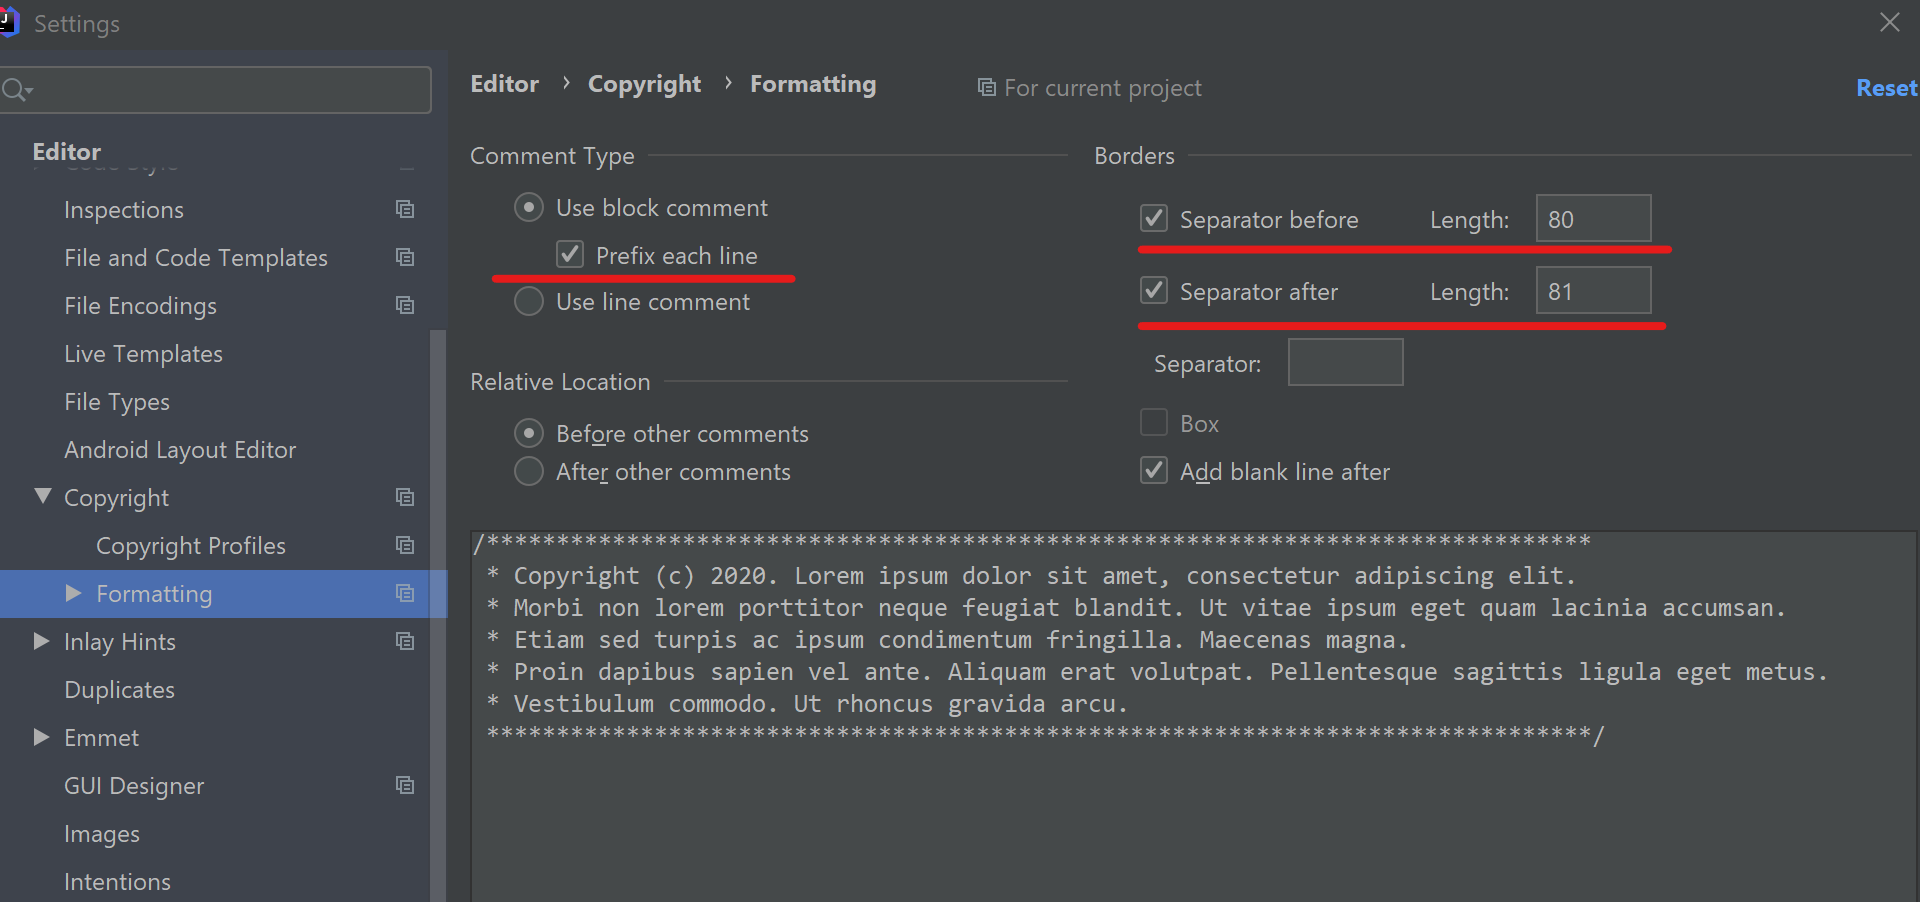 Settings
Editor › Copyright › Formatting
For current project
Reset
Editor
Code Style
Inspections
File and Code Templates
File Encodings
Live Templates
File Types
Android Layout Editor
Copyright
Copyright Profiles
Formatting
Inlay Hints
Duplicates
Emmet
GUI Designer
Images
Intentions
Comment Type
Use block comment
Prefix each line
Use line comment
Relative Location
Before other comments
After other comments
Borders
Separator before Length: 80
Separator after Length: 81
Separator:
Box
Add blank line after
/*******************************************************************************
 * Copyright (c) 2020. Lorem ipsum dolor sit amet, consectetur adipiscing elit.
 * Morbi non lorem porttitor neque feugiat blandit. Ut vitae ipsum eget quam lacinia accumsan.
 * Etiam sed turpis ac ipsum condimentum fringilla. Maecenas magna.
 * Proin dapibus sapien vel ante. Aliquam erat volutpat. Pellentesque sagittis ligula eget metus.
 * Vestibulum commodo. Ut rhoncus gravida arcu.
 *******************************************************************************/